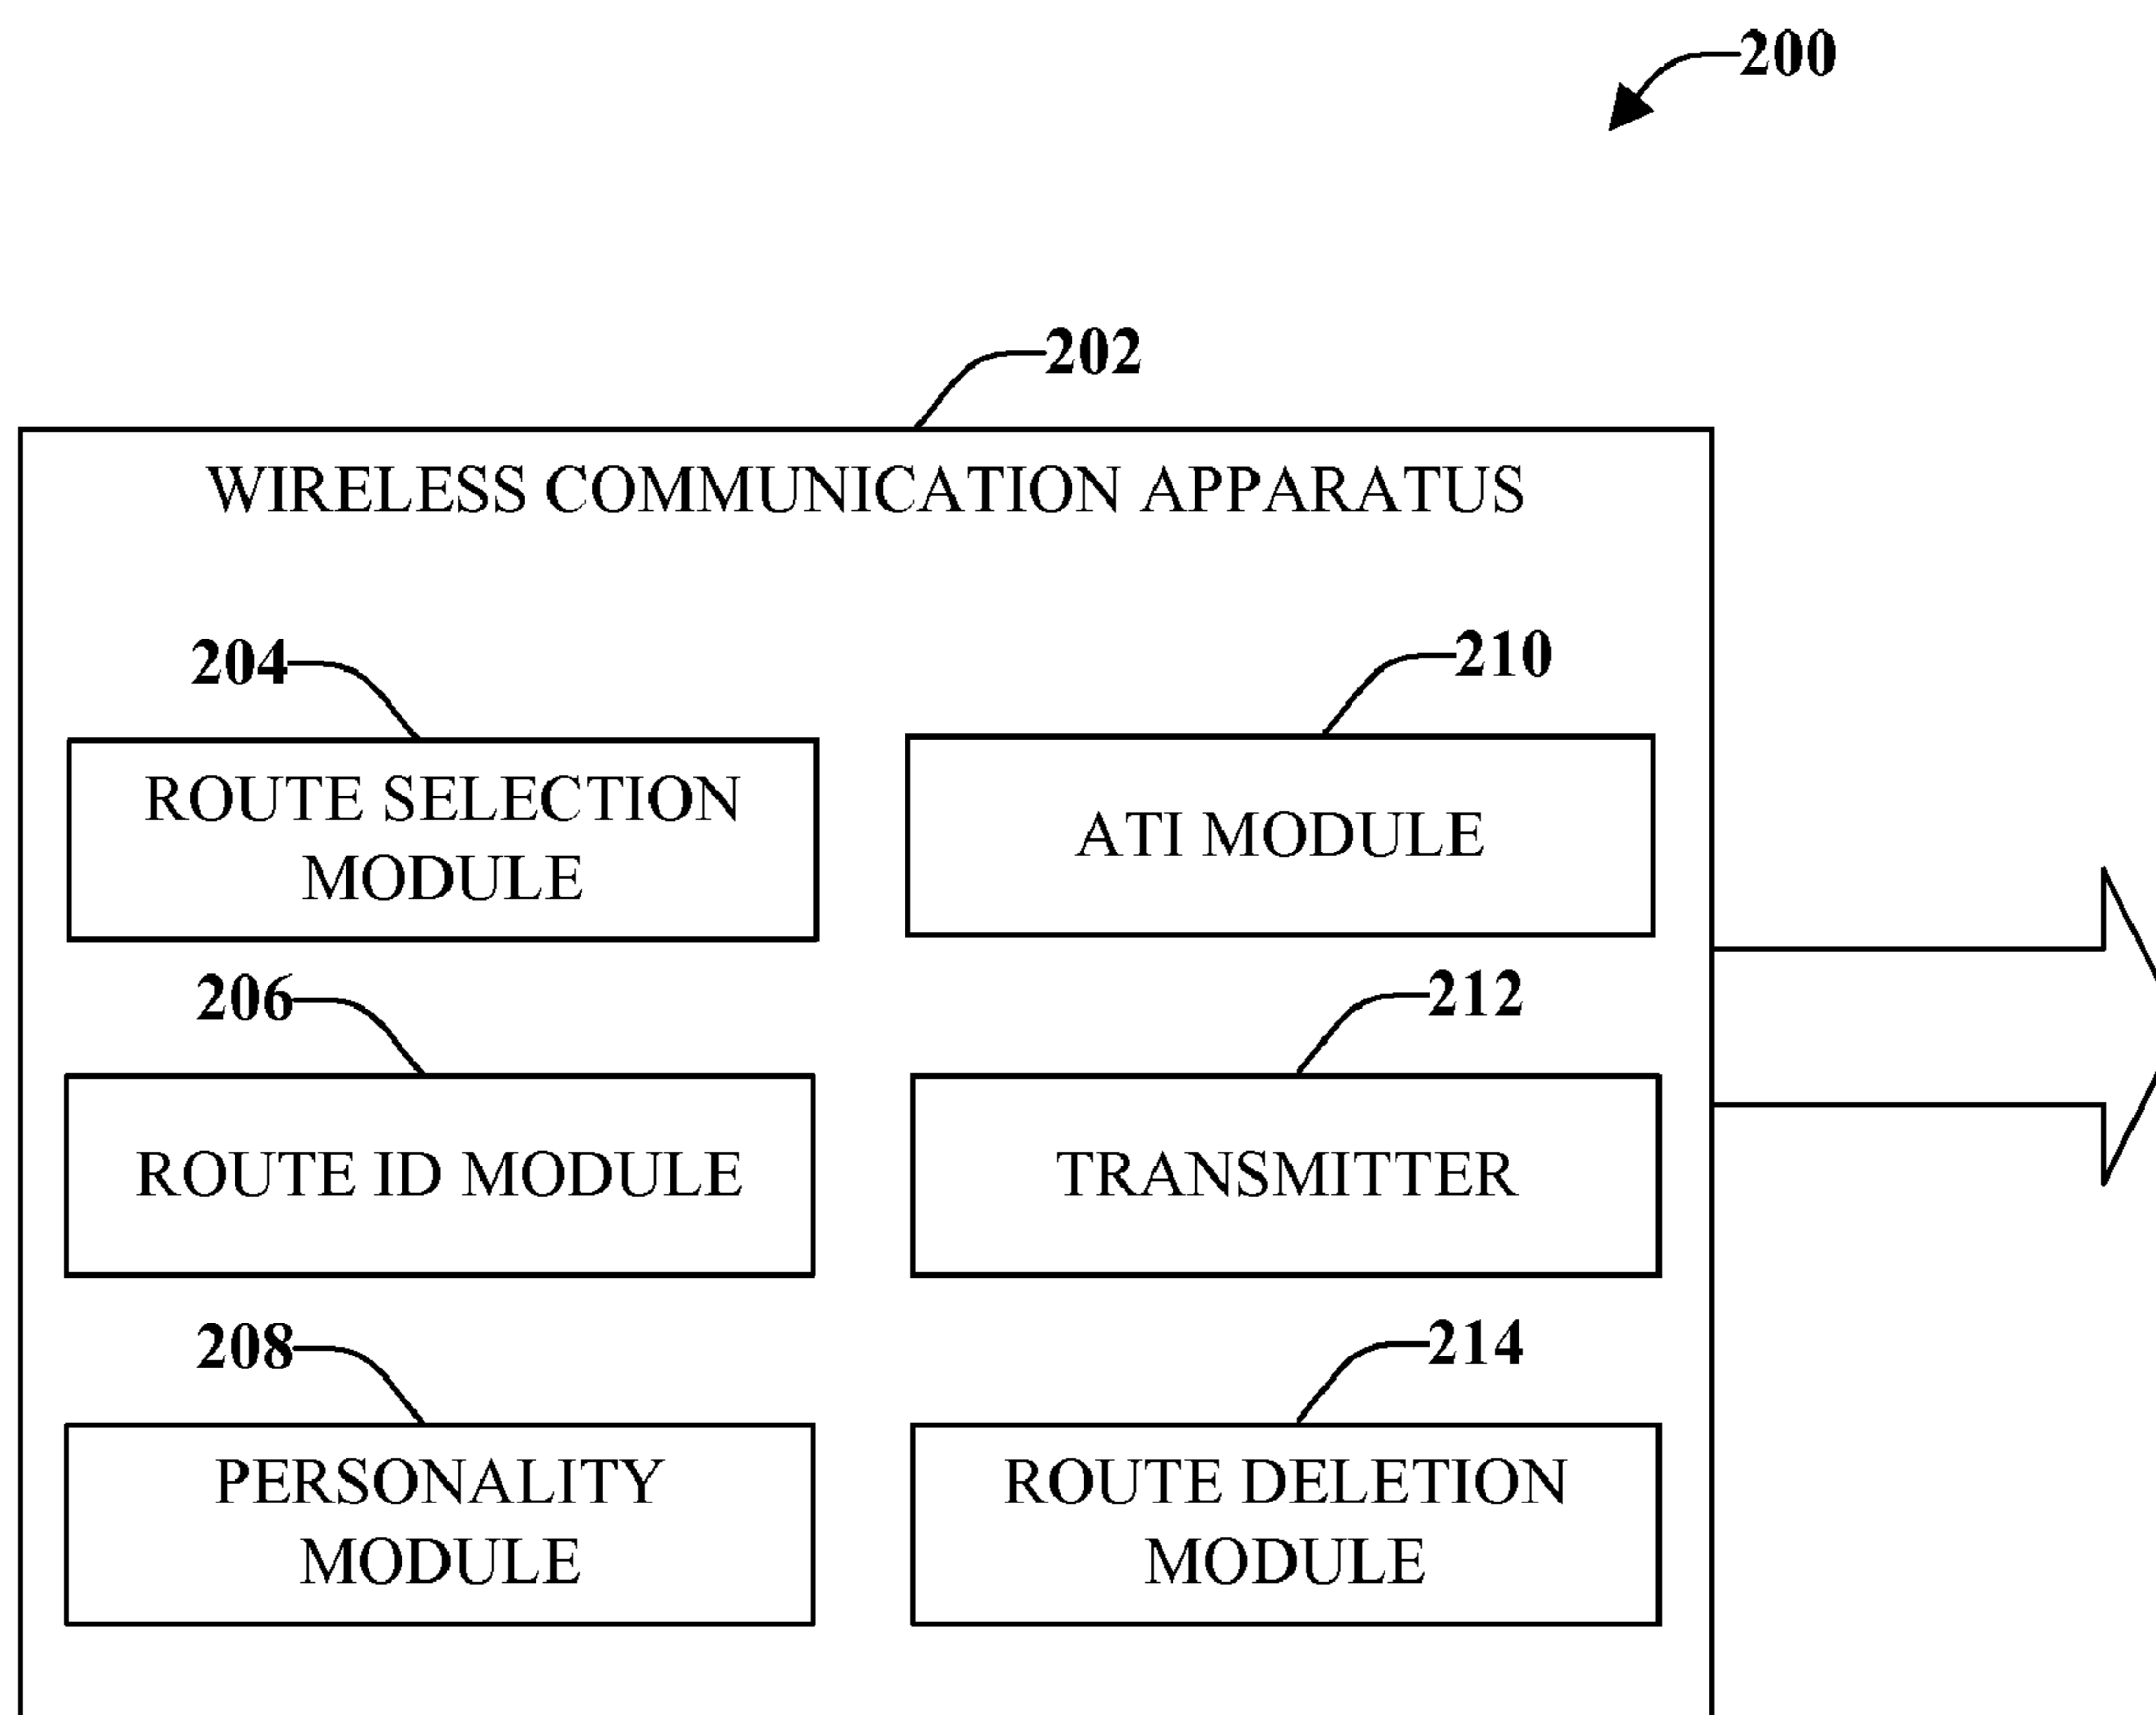 200
202
WIRELESS COMMUNICATION APPARATUS
204
210
ROUTE SELECTION
MODULE
ATI MODULE
206
212
ROUTE ID MODULE
TRANSMITTER
208
214
PERSONALITY
MODULE
ROUTE DELETION
MODULE